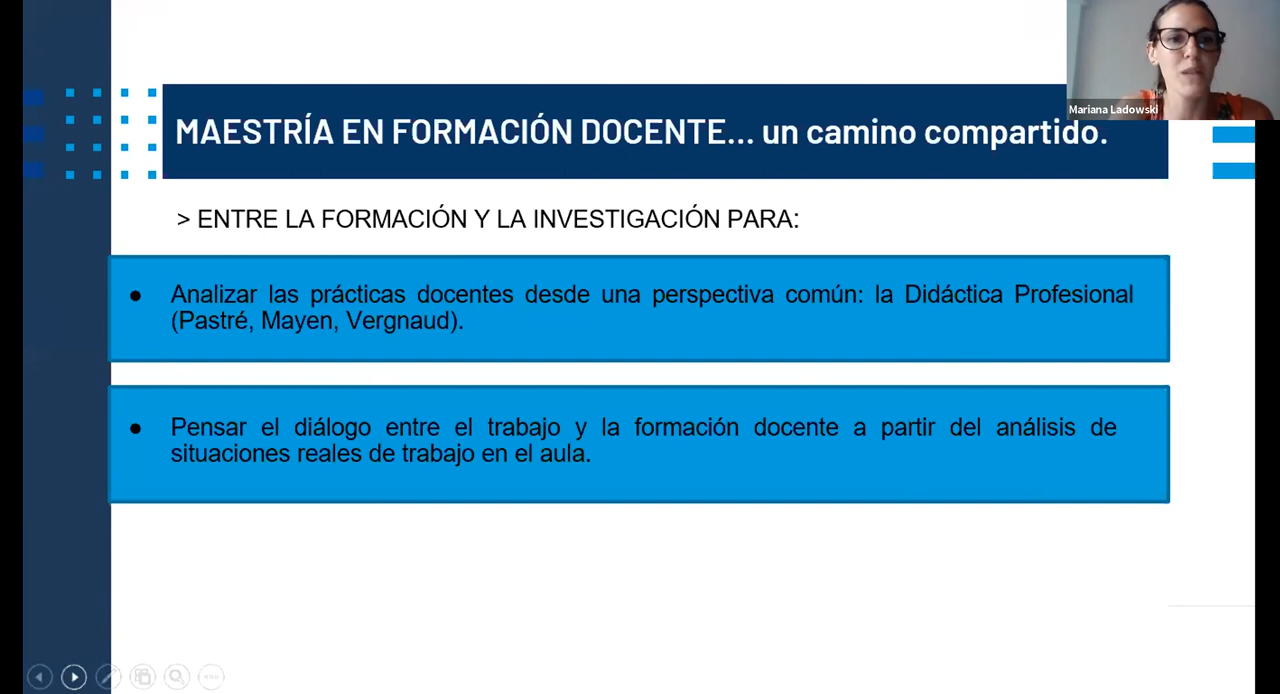 Mariana Ladowski
MAESTRÍA EN FORMACIÓN DOCENTE... un camino compartido.
> ENTRE LA FORMACIÓN Y LA INVESTIGACIÓN PARA:
● Analizar las prácticas docentes desde una perspectiva común: la Didáctica Profesional
(Pastré, Mayen, Vergnaud).
● Pensar el diálogo entre el trabajo y la formación docente a partir del análisis de
situaciones reales de trabajo en el aula.